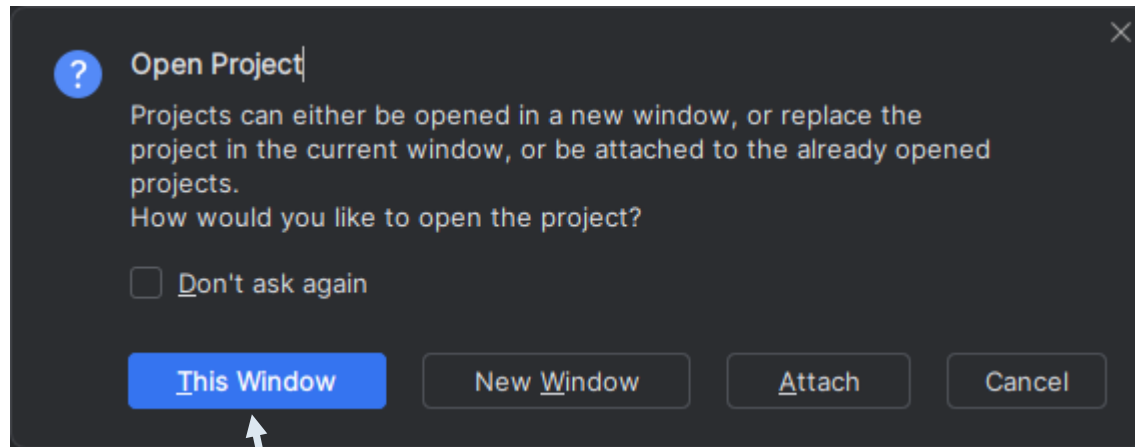 Open Project
Projects can either be opened in a new window, or replace the
project in the current window, or be attached to the already opened
projects.
How would you like to open the project?
Don't ask again
This Window New Window Attach Cancel